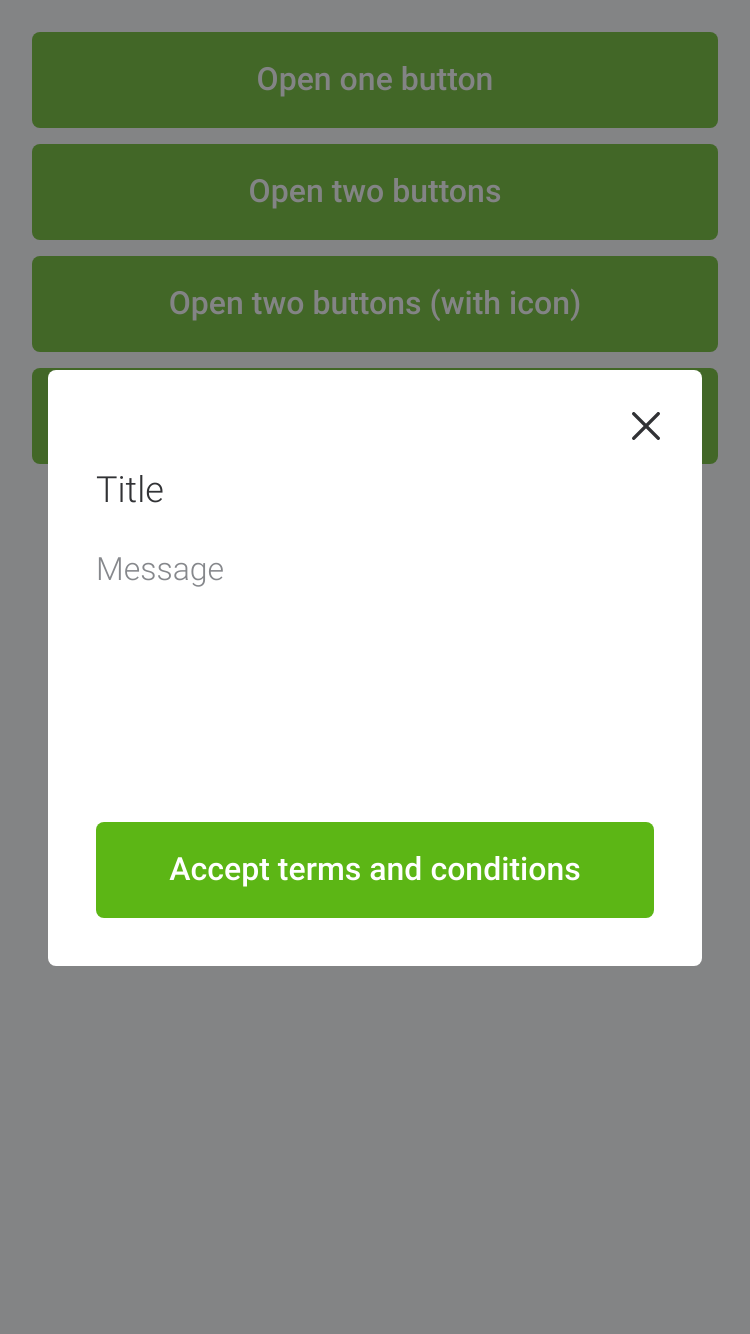 Open one button
Open two buttons
Open two buttons (with icon)
Title
Message
Accept terms and conditions